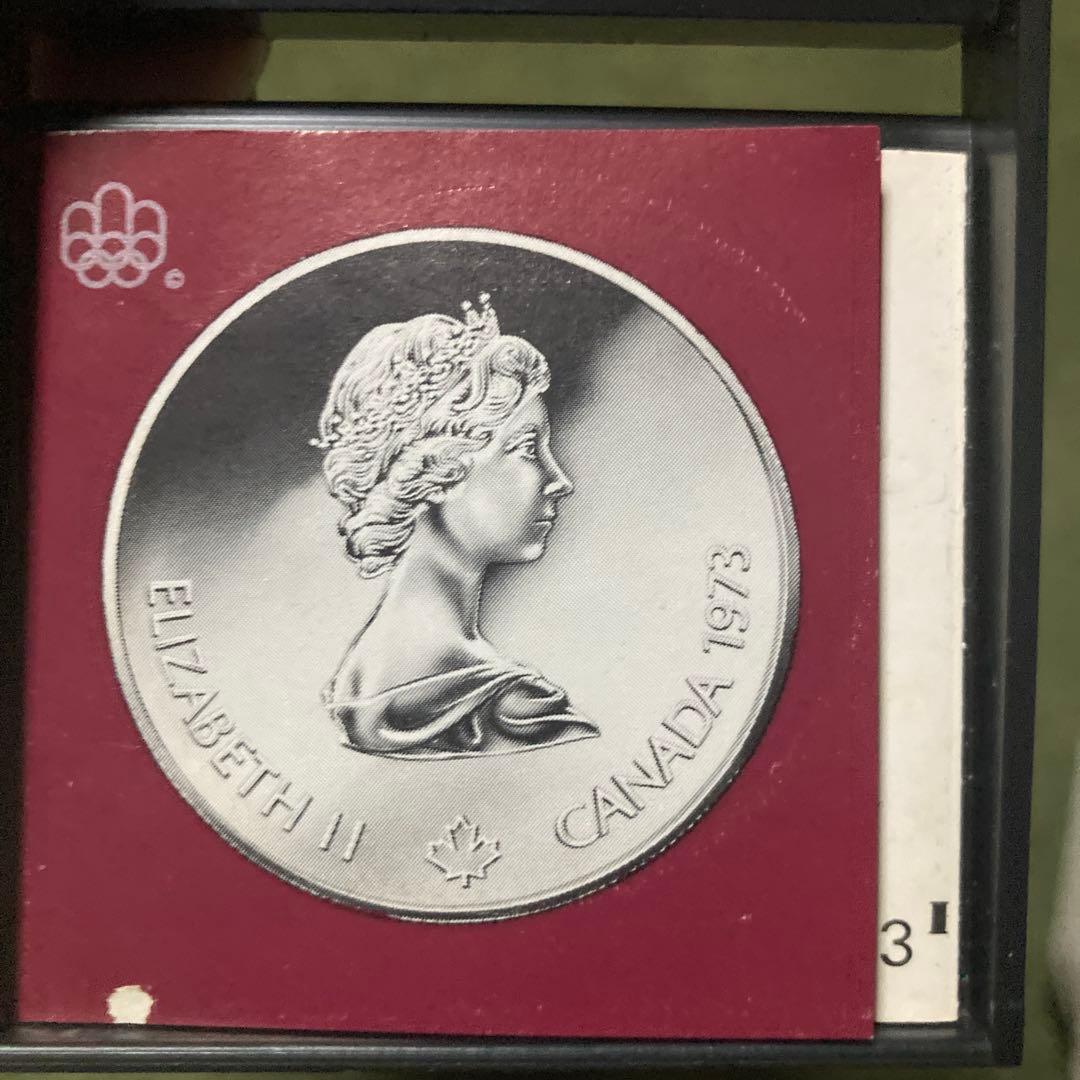 ©
ELIZABETH II
CANADA 1973
3